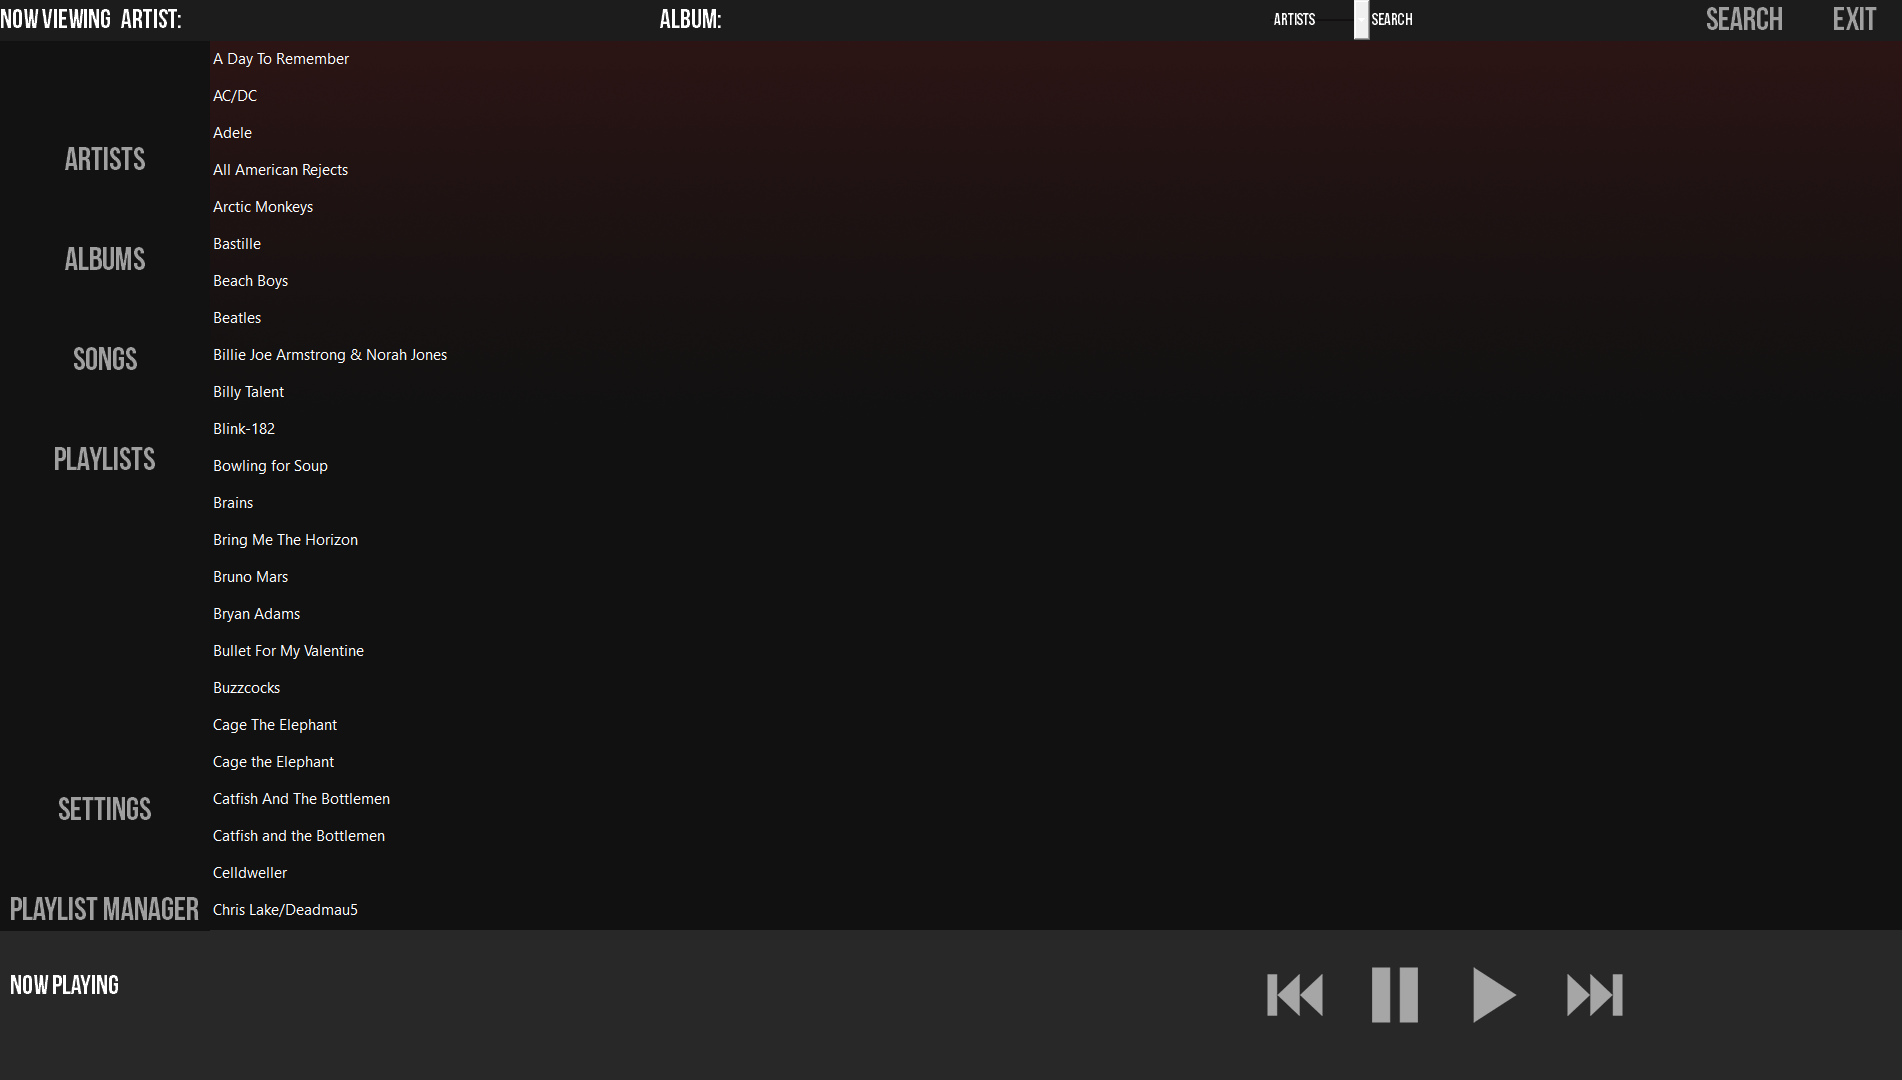 NOW VIEWING ARTIST: ALBUM: ARTISTS SEARCH SEARCH EXIT
ARTISTS
ALBUMS
SONGS
PLAYLISTS
SETTINGS
PLAYLIST MANAGER
A Day To Remember
AC/DC
Adele
All American Rejects
Arctic Monkeys
Bastille
Beach Boys
Beatles
Billie Joe Armstrong & Norah Jones
Billy Talent
Blink-182
Bowling for Soup
Brains
Bring Me The Horizon
Bruno Mars
Bryan Adams
Bullet For My Valentine
Buzzcocks
Cage The Elephant
Cage the Elephant
Catfish And The Bottlemen
Catfish and the Bottlemen
Celldweller
Chris Lake/Deadmau5
NOW PLAYING